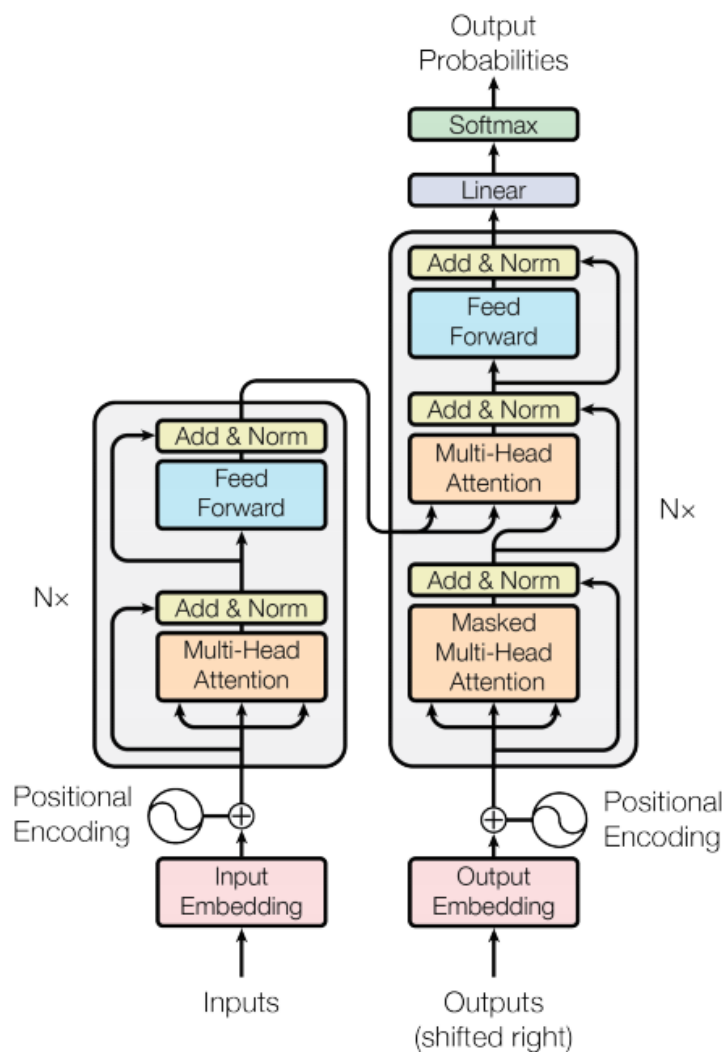 Output
Probabilities
Softmax
Linear
Add & Norm
Feed
Forward
Add & Norm
Multi-Head
Attention
Add & Norm
Masked
Multi-Head
Attention
N×
Add & Norm
Feed
Forward
Add & Norm
Multi-Head
Attention
N×
Positional
Encoding
Positional
Encoding
Input
Embedding
Output
Embedding
Inputs
Outputs
(shifted right)